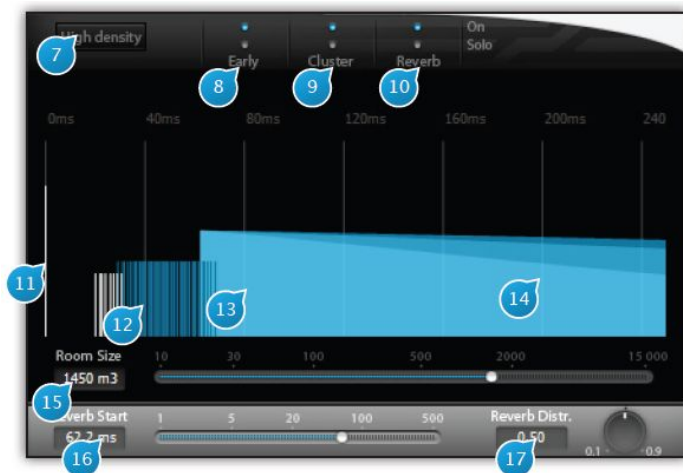 High density
7
On
Solo
Early
Cluster
Reverb
8
9
10
0ms 40ms 80ms 120ms 160ms 200ms 240
11
12
13
14
Room Size
10 30 100 500 2000 15 000
1450 m3
15
Reverb Start
1 5 20 100 500
Reverb Distr.
62.2 ms
0.50
0.1 0.9
16
17